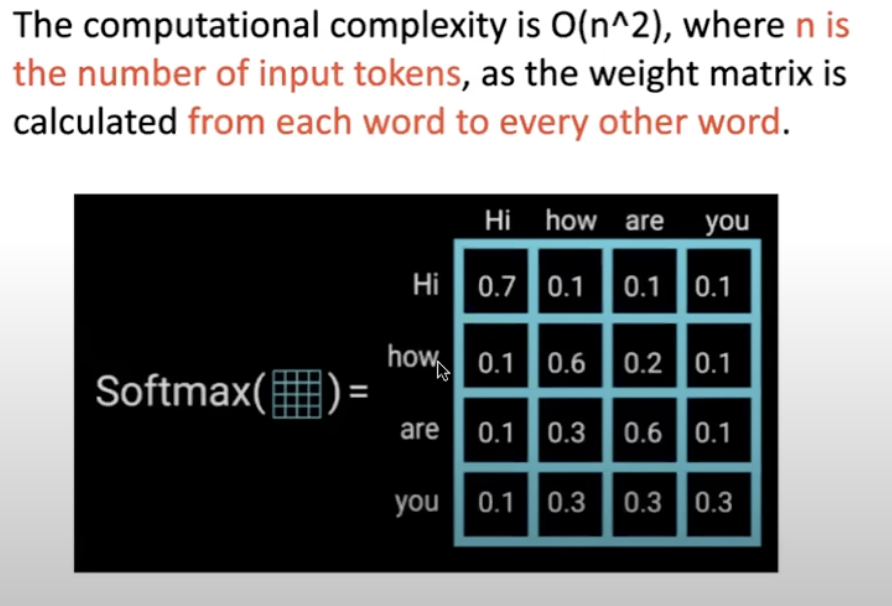 The computational complexity is O(n^2), where n is
the number of input tokens, as the weight matrix is
calculated from each word to every other word.
Hi how are you
Hi 0.7 0.1 0.1 0.1
how 0.1 0.6 0.2 0.1
Softmax( )=
are 0.1 0.3 0.6 0.1
you 0.1 0.3 0.3 0.3